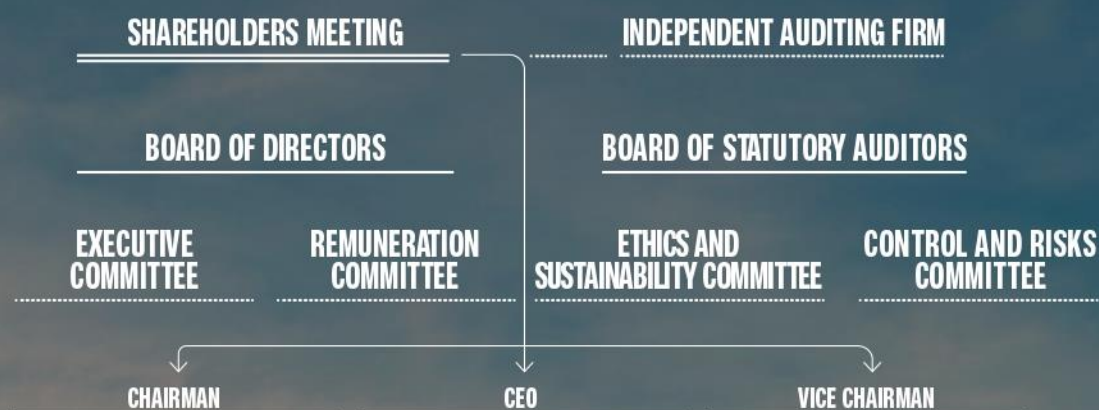 SHAREHOLDERS MEETING
INDEPENDENT AUDITING FIRM
BOARD OF DIRECTORS
BOARD OF STATUTORY AUDITORS
EXECUTIVE
COMMITTEE
REMUNERATION
COMMITTEE
ETHICS AND
SUSTAINABILITY COMMITTEE
CONTROL AND RISKS
COMMITTEE
CHAIRMAN
CEO
VICE CHAIRMAN